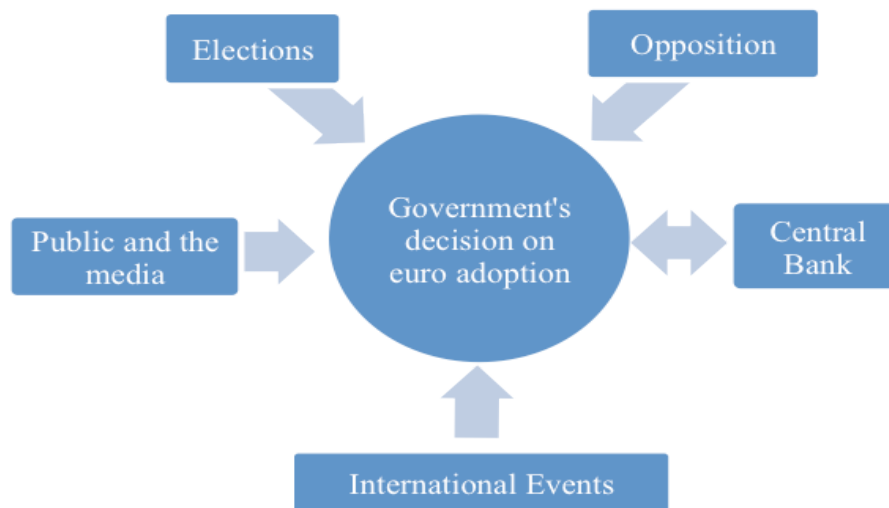 Elections
Opposition
Government's
decision on
euro adoption
Public and the
media
Central
Bank
International Events